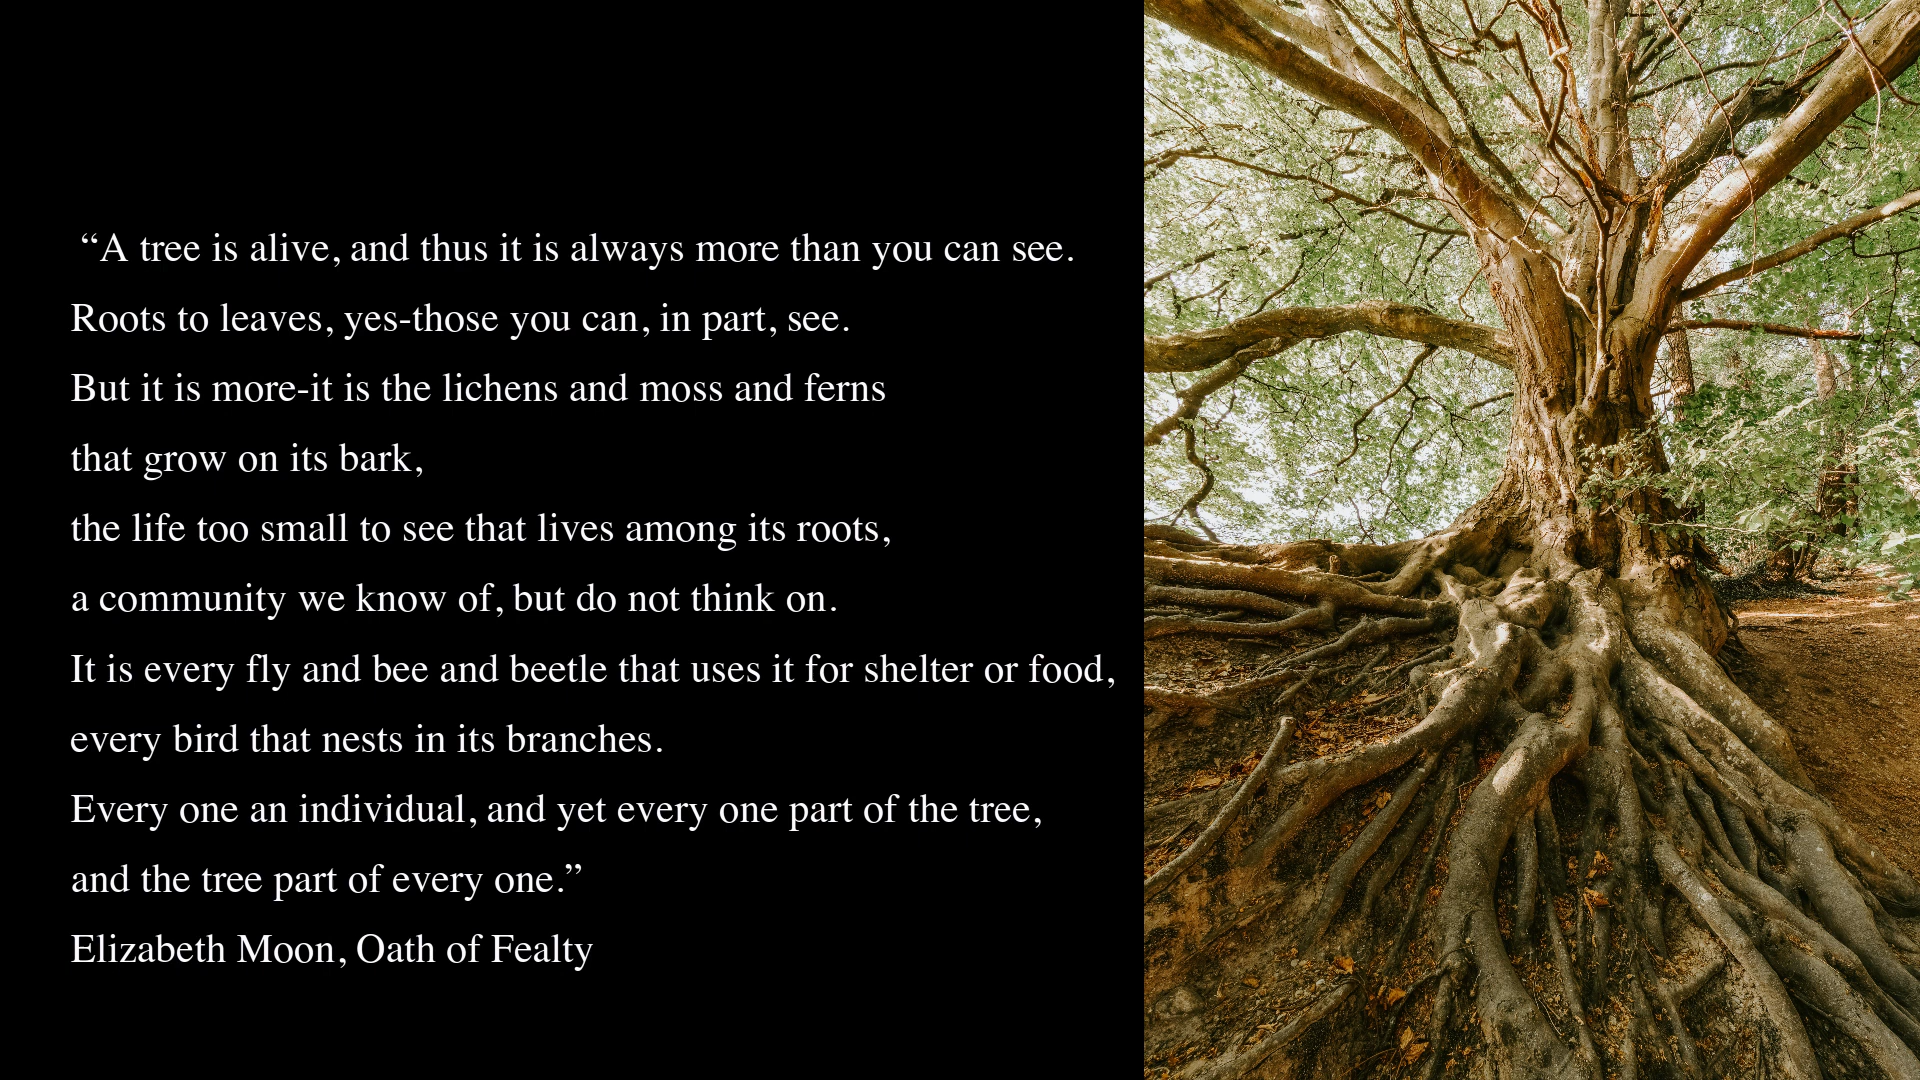 “A tree is alive, and thus it is always more than you can see.
Roots to leaves, yes-those you can, in part, see.
But it is more-it is the lichens and moss and ferns
that grow on its bark,
the life too small to see that lives among its roots,
a community we know of, but do not think on.
It is every fly and bee and beetle that uses it for shelter or food,
every bird that nests in its branches.
Every one an individual, and yet every one part of the tree,
and the tree part of every one.”
Elizabeth Moon, Oath of Fealty